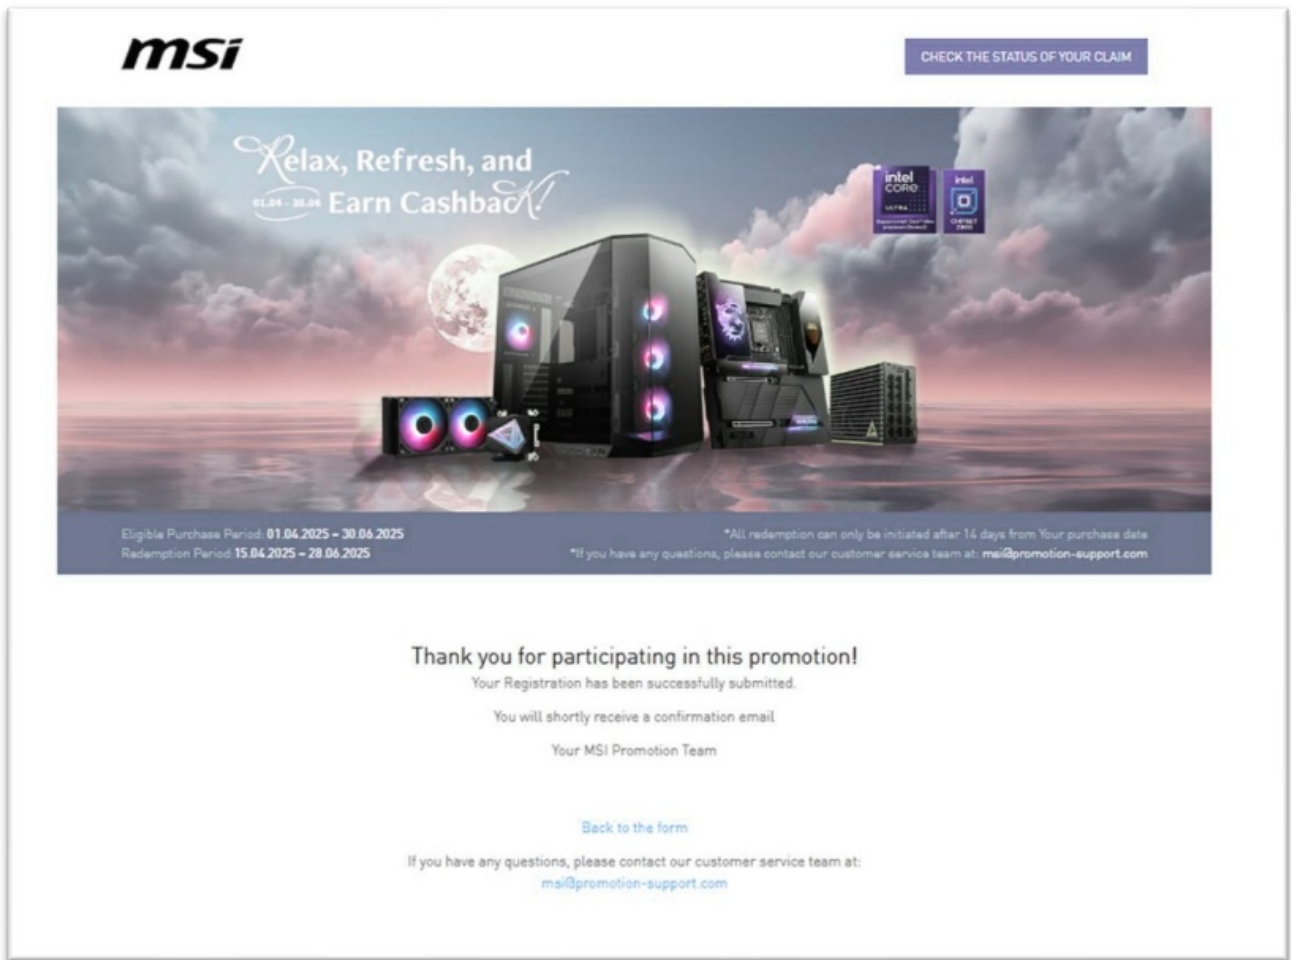 msi
CHECK THE STATUS OF YOUR CLAIM
Relax, Refresh, and
01.04 - 30.06 Earn Cashback!
intel
CORE
ULTRA
intel
CHIPSET
Eligible Purchase Period: 01.04.2025 – 30.06.2025
Redemption Period: 15.04.2025 – 28.06.2025
*All redemption can only be initiated after 14 days from Your purchase date
*If you have any questions, please contact our customer service team at: msi@promotion-support.com
Thank you for participating in this promotion!
Your Registration has been successfully submitted.
You will shortly receive a confirmation email
Your MSI Promotion Team
Back to the form
If you have any questions, please contact our customer service team at:
msi@promotion-support.com